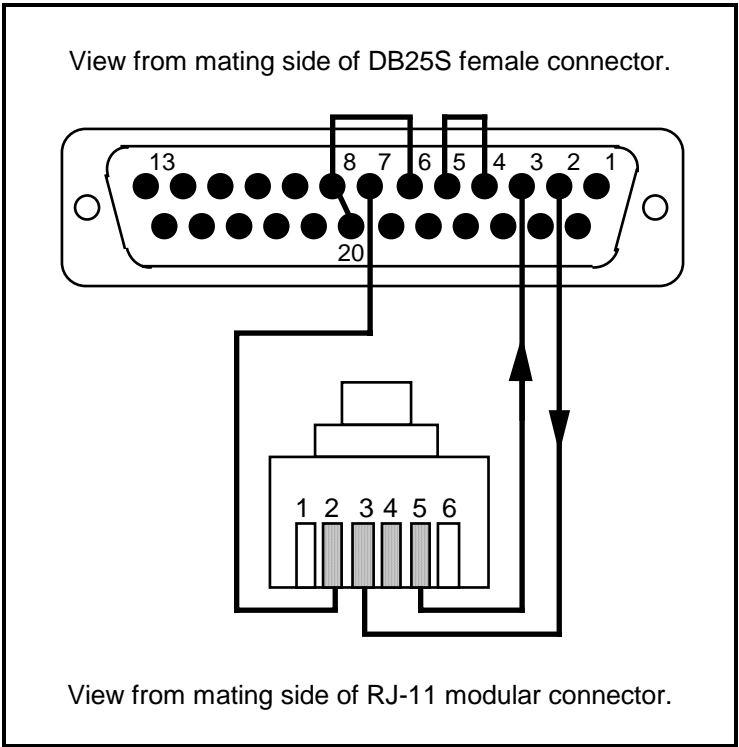 View from mating side of DB25S female connector.
13 8 7 6 5 4 3 2 1
20
1 2 3 4 5 6
View from mating side of RJ-11 modular connector.